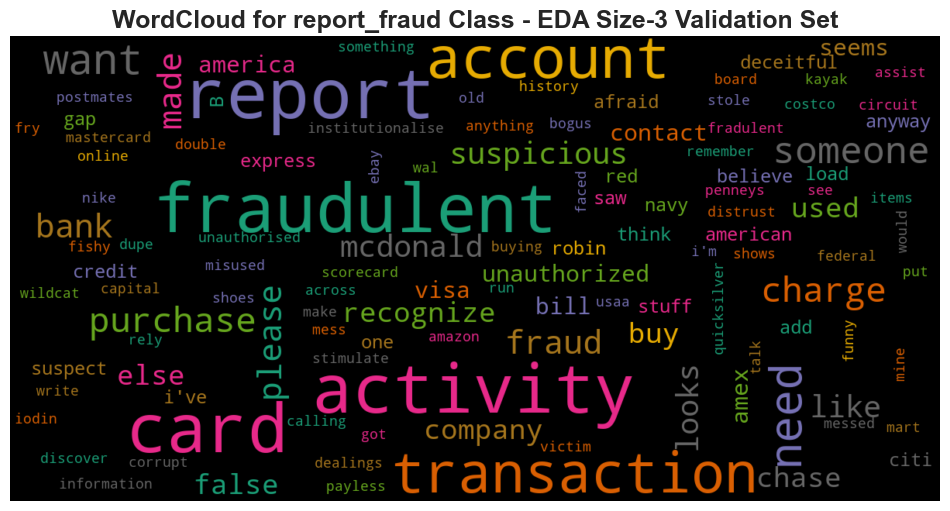 WordCloud for report_fraud Class - EDA Size-3 Validation Set
want
made
america
something
account
seems
deceitful
board
kayak
assist
postmates
report
B
old
history
afraid
stole
costco
circuit
fry
gap
mastercard
online
double
institutionalise
anything
bogus
contact
fradulent
anyway
express
ebay
wal
suspicious
remember
someone
nike
fraudulent
faced
red
saw
navy
believe
load
penneys
see
items
distrust
used
would
bank
fishy
dupe
unauthorised
mcdonald
buying
robin
think
i'm
american
shows
federal
credit
misused
scorecard
unauthorized
put
wildcat
capital
shoes
across
run
visa
bill
usaa
stuff
quicksilver
charge
purchase
rely
please
make
mess
recognize
one
amazon
fraud
buy
add
funny
talk
mine
suspect
else
stimulate
write
i've
activity
looks
amex
need
like
messed
mart
iodin
card
calling
got
company
victim
discover
corrupt
dealings
transaction
chase
citi
information
false
payless